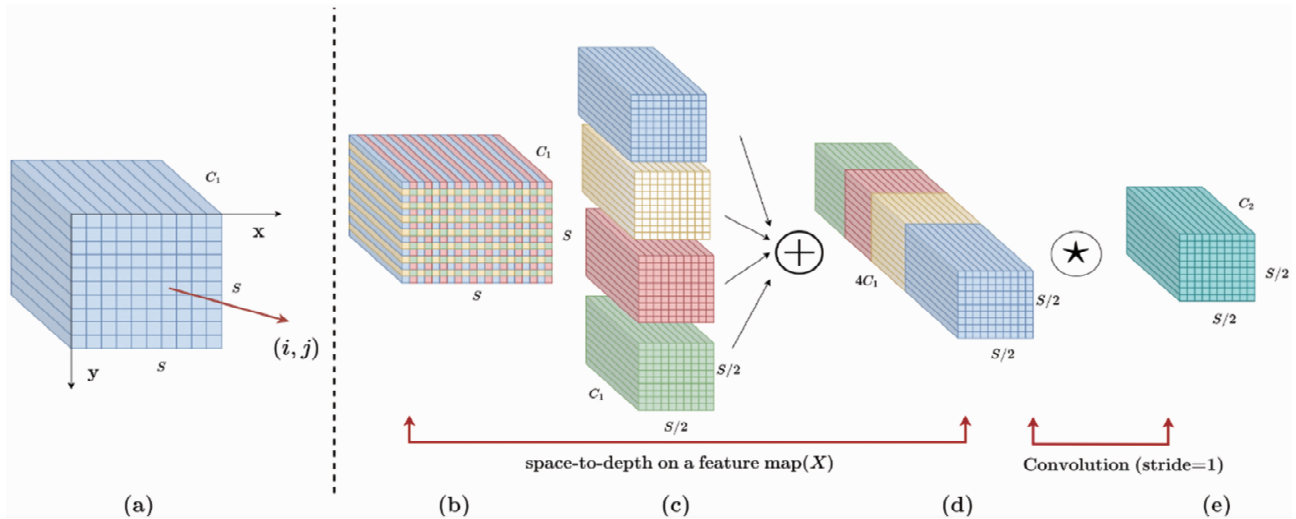 C₁
x
S
(i, j)
S
y
C₁
S
S
C₁
S/2
S/2
4C₁
S/2
S/2
C₂
S/2
S/2
space-to-depth on a feature map(X)
Convolution (stride=1)
(a)
(b)
(c)
(d)
(e)